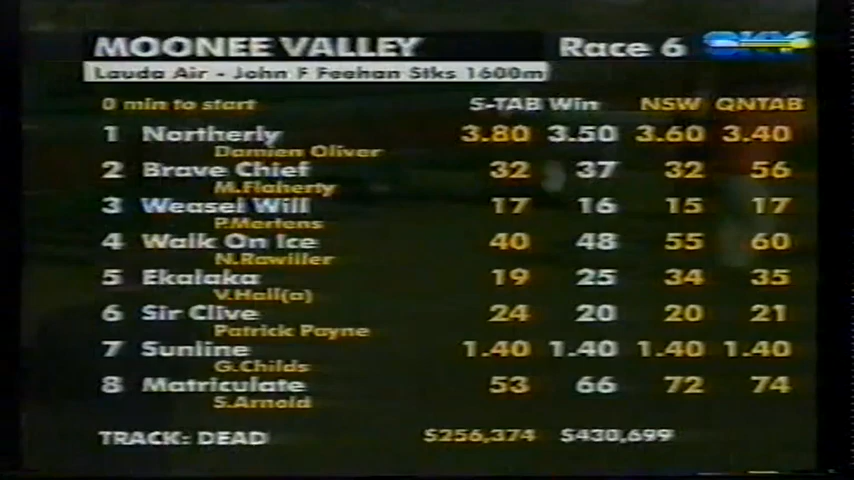 MOONEE VALLEY Race 6 SKY
Lauda Air - John F Feehan Stks 1600m
0 min to start S-TAB Win NSW QNTAB
1 Northerly 3.80 3.50 3.60 3.40
Damien Oliver
2 Brave Chief 32 37 32 56
M.Flaherty
3 Weasel Will 17 16 15 17
P.Mertens
4 Walk On Ice 40 48 55 60
N.Rawiller
5 Ekalaka 19 25 34 35
V.Hall(a)
6 Sir Clive 24 20 20 21
Patrick Payne
7 Sunline 1.40 1.40 1.40 1.40
G.Childs
8 Matriculate 53 66 72 74
S.Arnold
TRACK: DEAD $256,374 $430,699